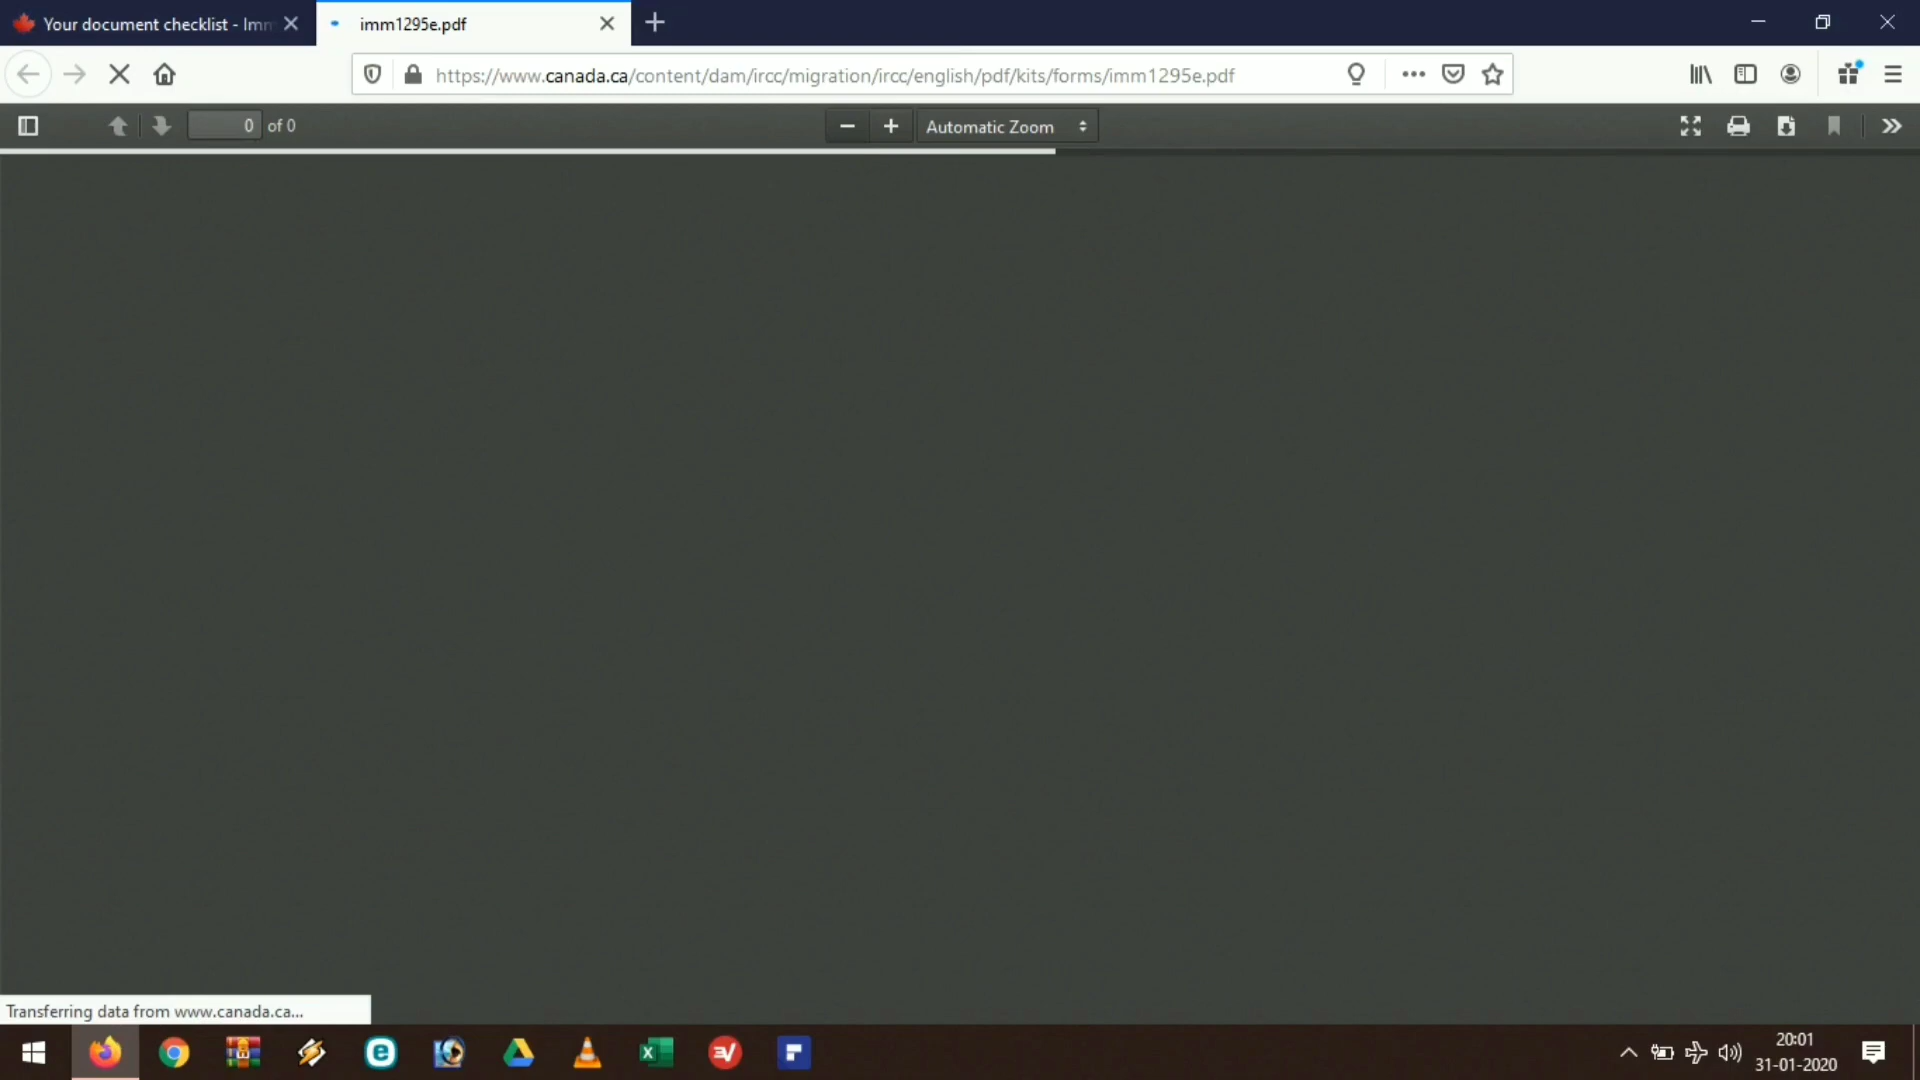 Your document checklist - Imm
imm1295e.pdf
https://www.canada.ca/content/dam/ircc/migration/ircc/english/pdf/kits/forms/imm1295e.pdf
0 of 0
Automatic Zoom
Transferring data from www.canada.ca...
20:01
31-01-2020